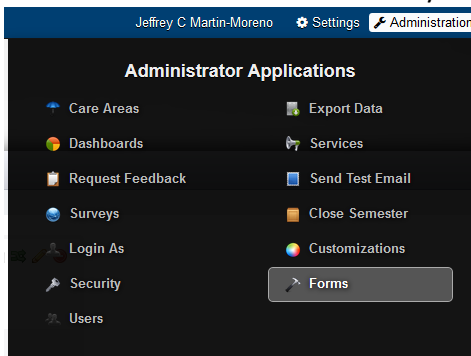 Jeffrey C Martin-Moreno Settings Administration
Administrator Applications
Care Areas Export Data
Dashboards Services
Request Feedback Send Test Email
Surveys Close Semester
Login As Customizations
Security Forms
Users